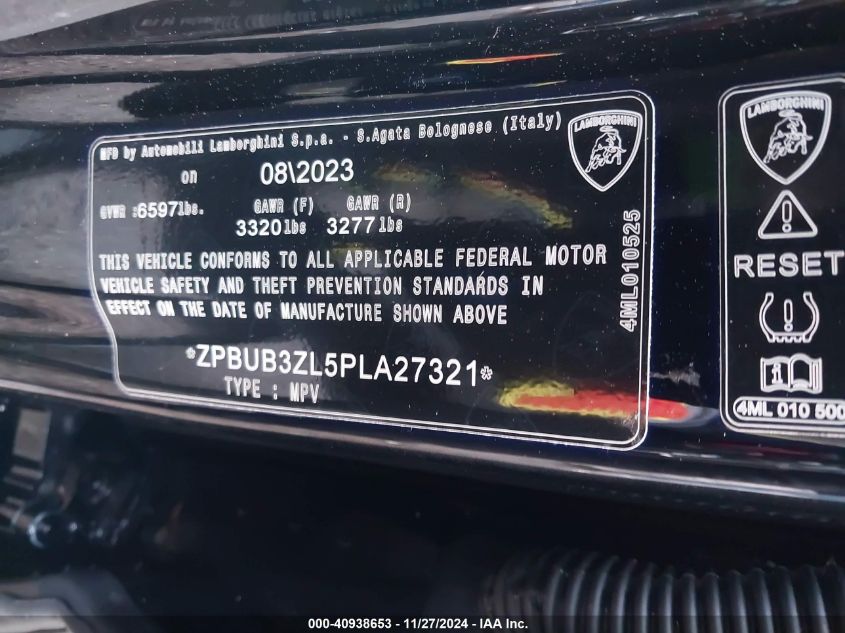 MFD by Automobili Lamborghini S.p.a. - S.Agata Bolognese (Italy)
on 08\2023
GVWR :6597lbs. GAWR (F) GAWR (R)
3320lbs 3277lbs
THIS VEHICLE CONFORMS TO ALL APPLICABLE FEDERAL MOTOR
VEHICLE SAFETY AND THEFT PREVENTION STANDARDS IN
EFFECT ON THE DATE OF MANUFACTURE SHOWN ABOVE
*ZPBUB3ZL5PLA27321*
TYPE : MPV
LAMBORGHINI
4ML010525
LAMBORGHINI
RESET
4ML 010 500
000-40938653 - 11/27/2024 - IAA Inc.